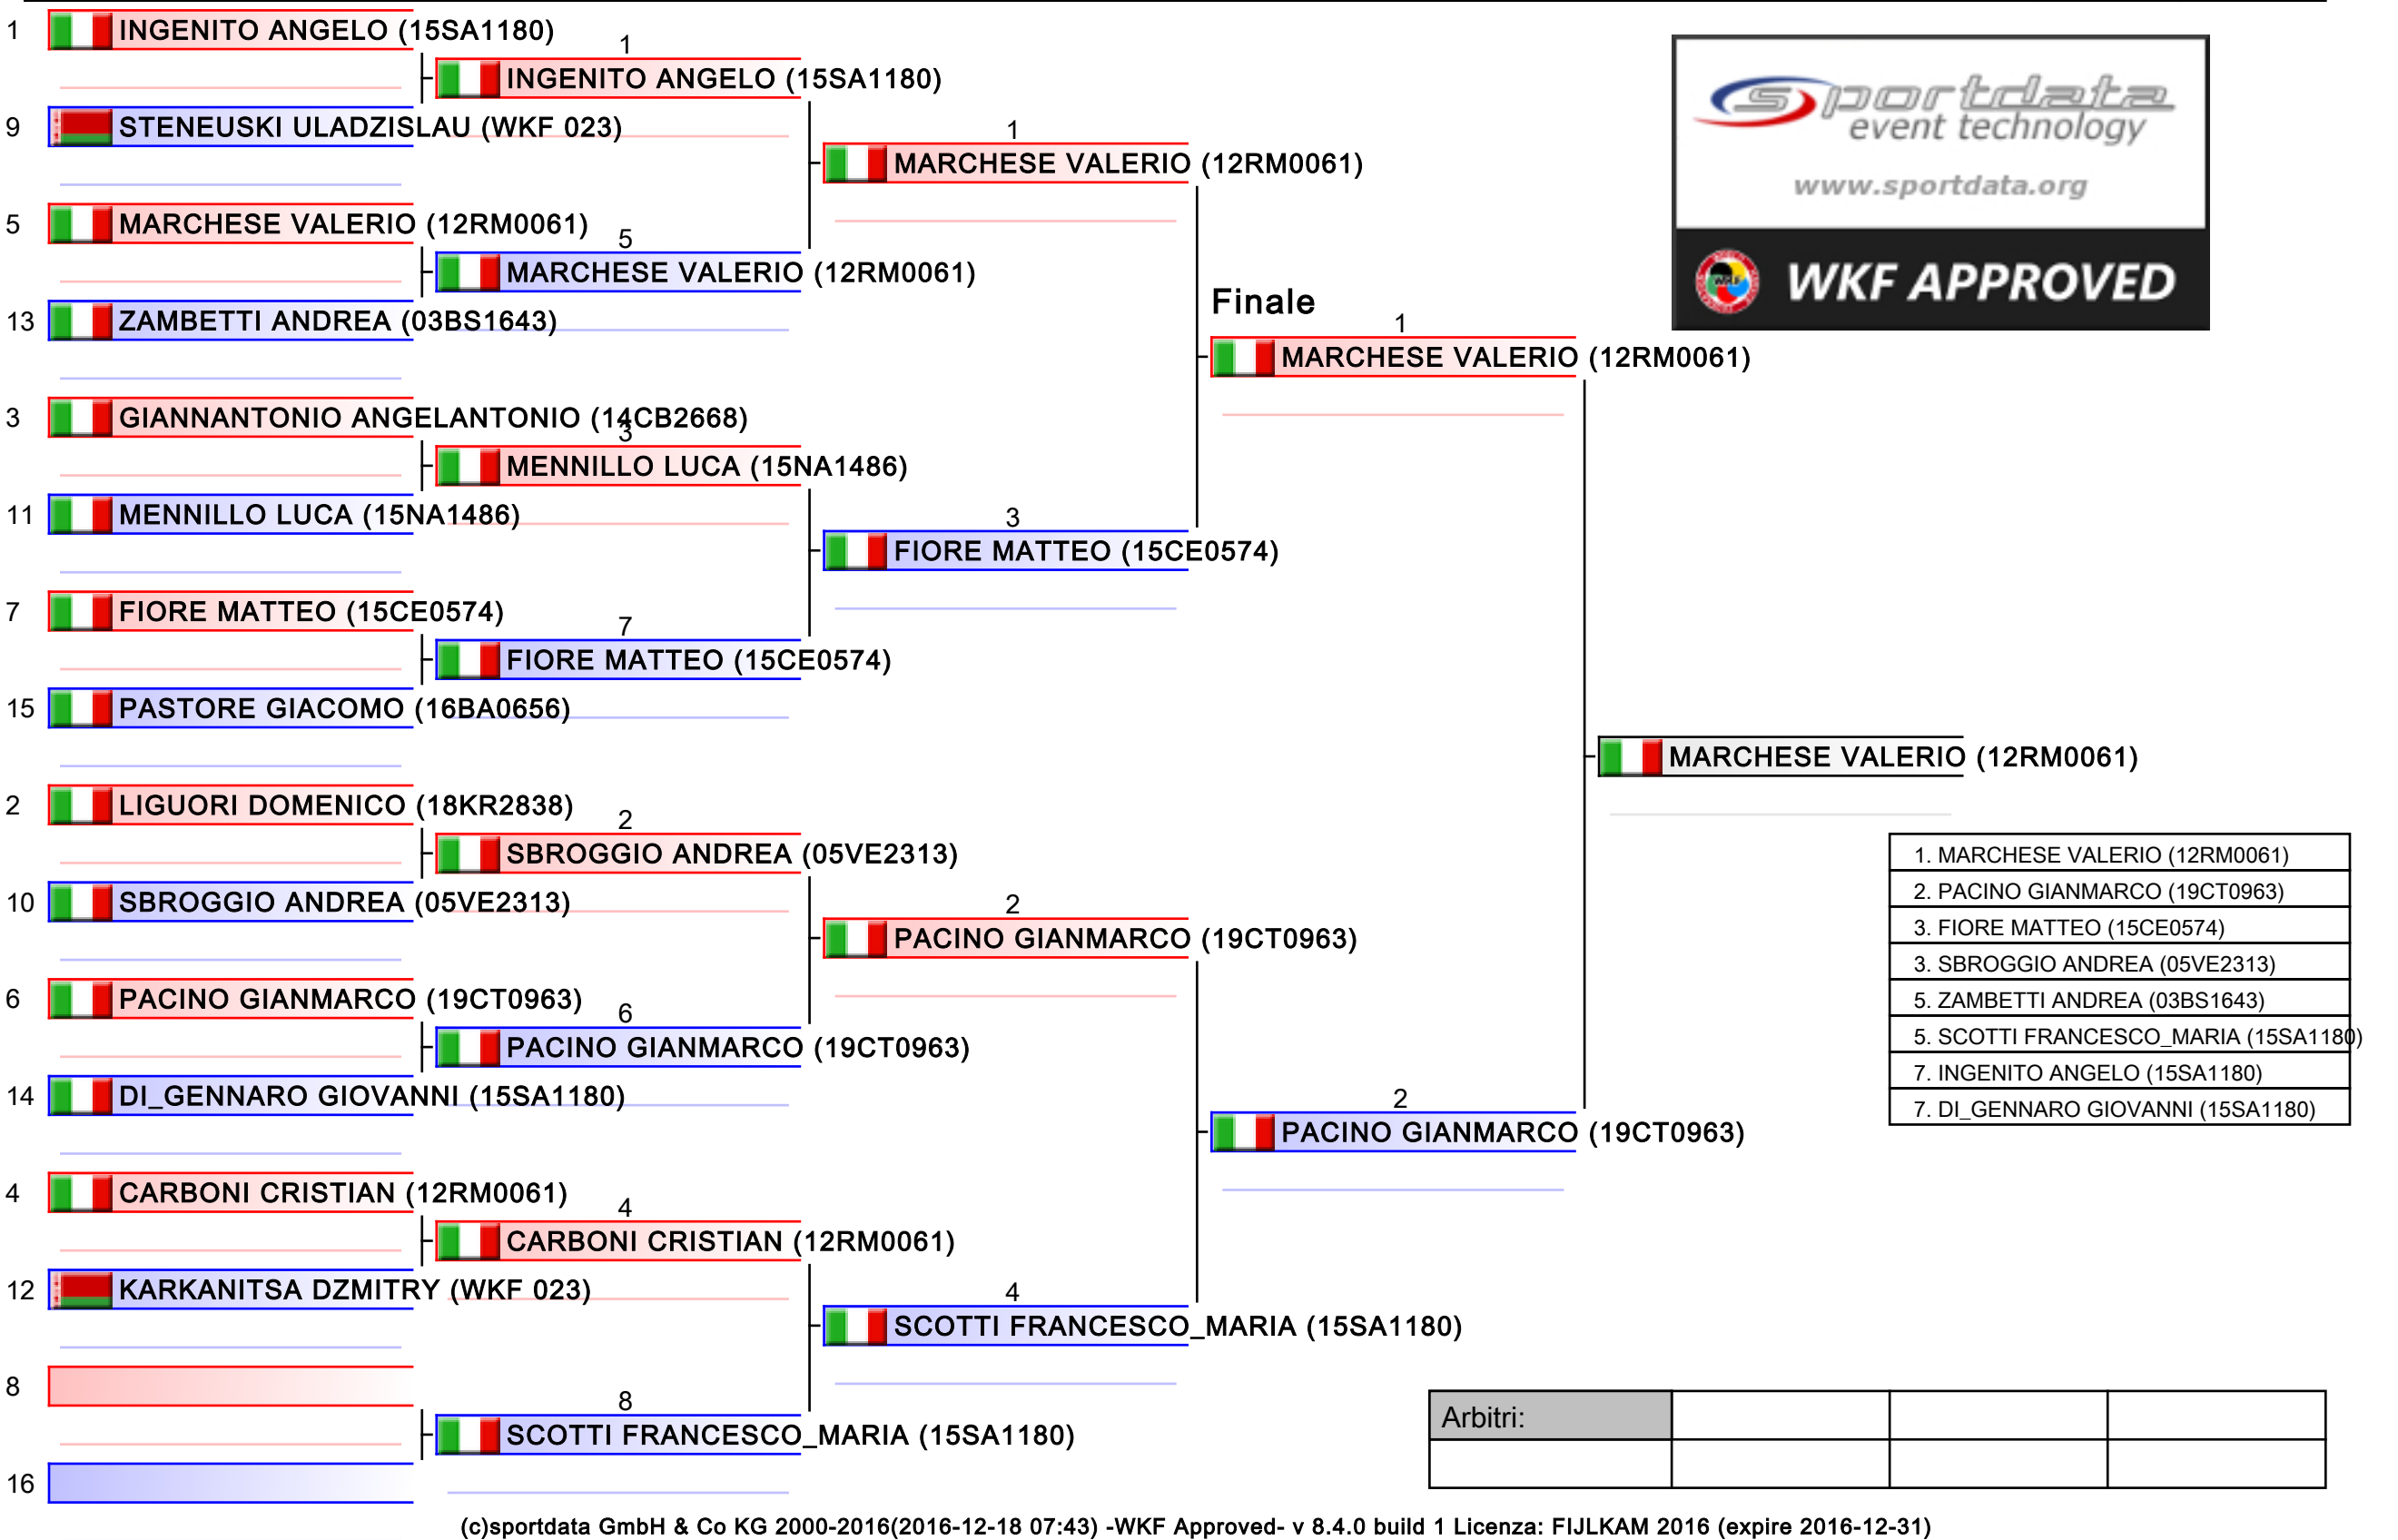 1 INGENITO ANGELO (15SA1180)
9 STENEUSKI ULADZISLAU (WKF 023)
5 MARCHESE VALERIO (12RM0061)
13 ZAMBETTI ANDREA (03BS1643)
3 GIANNANTONIO ANGELANTONIO (14CB2668)
11 MENNILLO LUCA (15NA1486)
7 FIORE MATTEO (15CE0574)
15 PASTORE GIACOMO (16BA0656)
2 LIGUORI DOMENICO (18KR2838)
10 SBROGGIO ANDREA (05VE2313)
6 PACINO GIANMARCO (19CT0963)
14 DI_GENNARO GIOVANNI (15SA1180)
4 CARBONI CRISTIAN (12RM0061)
12 KARKANITSA DZMITRY (WKF 023)
8
16
1
INGENITO ANGELO (15SA1180)
5
MARCHESE VALERIO (12RM0061)
3
MENNILLO LUCA (15NA1486)
7
FIORE MATTEO (15CE0574)
2
SBROGGIO ANDREA (05VE2313)
6
PACINO GIANMARCO (19CT0963)
4
CARBONI CRISTIAN (12RM0061)
8
SCOTTI FRANCESCO_MARIA (15SA1180)
1
MARCHESE VALERIO (12RM0061)
3
FIORE MATTEO (15CE0574)
2
PACINO GIANMARCO (19CT0963)
4
SCOTTI FRANCESCO_MARIA (15SA1180)
Finale
1
MARCHESE VALERIO (12RM0061)
2
PACINO GIANMARCO (19CT0963)
MARCHESE VALERIO (12RM0061)
sportdata
event technology
www.sportdata.org
WKF
WKF APPROVED
1. MARCHESE VALERIO (12RM0061)
2. PACINO GIANMARCO (19CT0963)
3. FIORE MATTEO (15CE0574)
3. SBROGGIO ANDREA (05VE2313)
5. ZAMBETTI ANDREA (03BS1643)
5. SCOTTI FRANCESCO_MARIA (15SA1180)
7. INGENITO ANGELO (15SA1180)
7. DI_GENNARO GIOVANNI (15SA1180)
Arbitri:
(c)sportdata GmbH & Co KG 2000-2016(2016-12-18 07:43) -WKF Approved- v 8.4.0 build 1 Licenza: FIJLKAM 2016 (expire 2016-12-31)